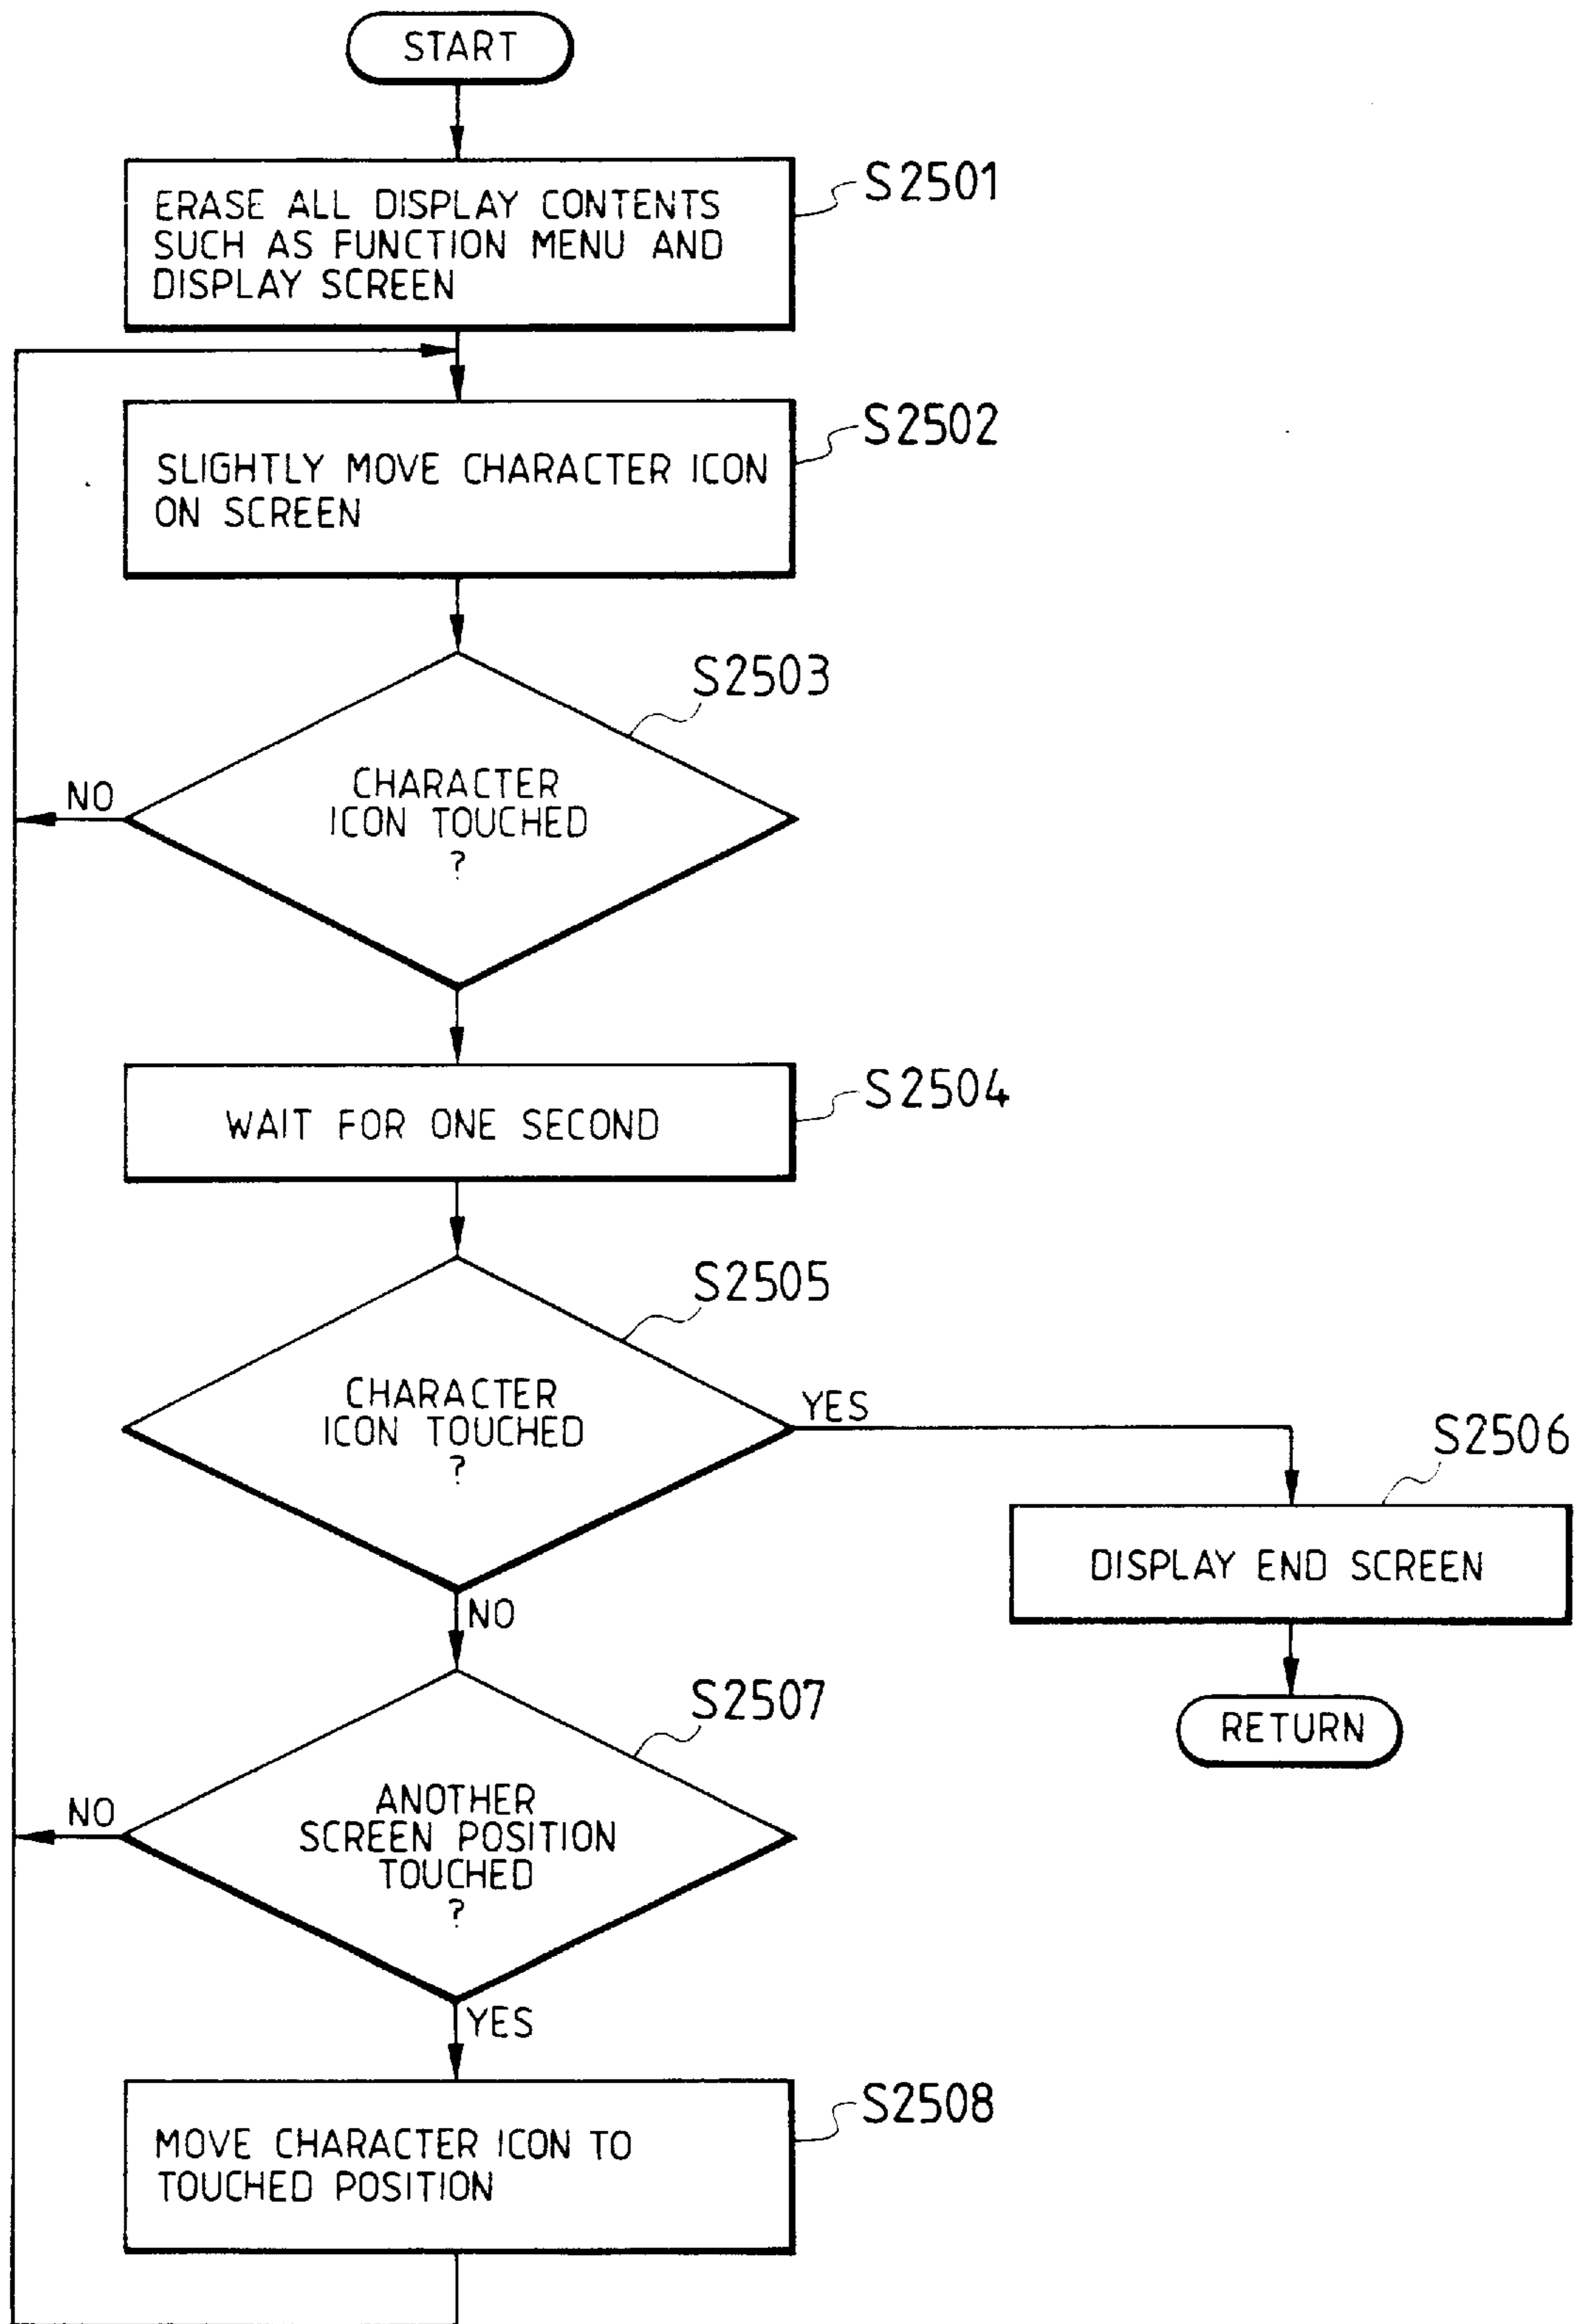 START
ERASE ALL DISPLAY CONTENTS
SUCH AS FUNCTION MENU AND
DISPLAY SCREEN
S2501
SLIGHTLY MOVE CHARACTER ICON
ON SCREEN
S2502
S2503
CHARACTER
ICON TOUCHED
?
NO
WAIT FOR ONE SECOND
S2504
S2505
CHARACTER
ICON TOUCHED
?
YES
S2506
DISPLAY END SCREEN
RETURN
NO
S2507
ANOTHER
SCREEN POSITION
TOUCHED
?
NO
YES
MOVE CHARACTER ICON TO
TOUCHED POSITION
S2508